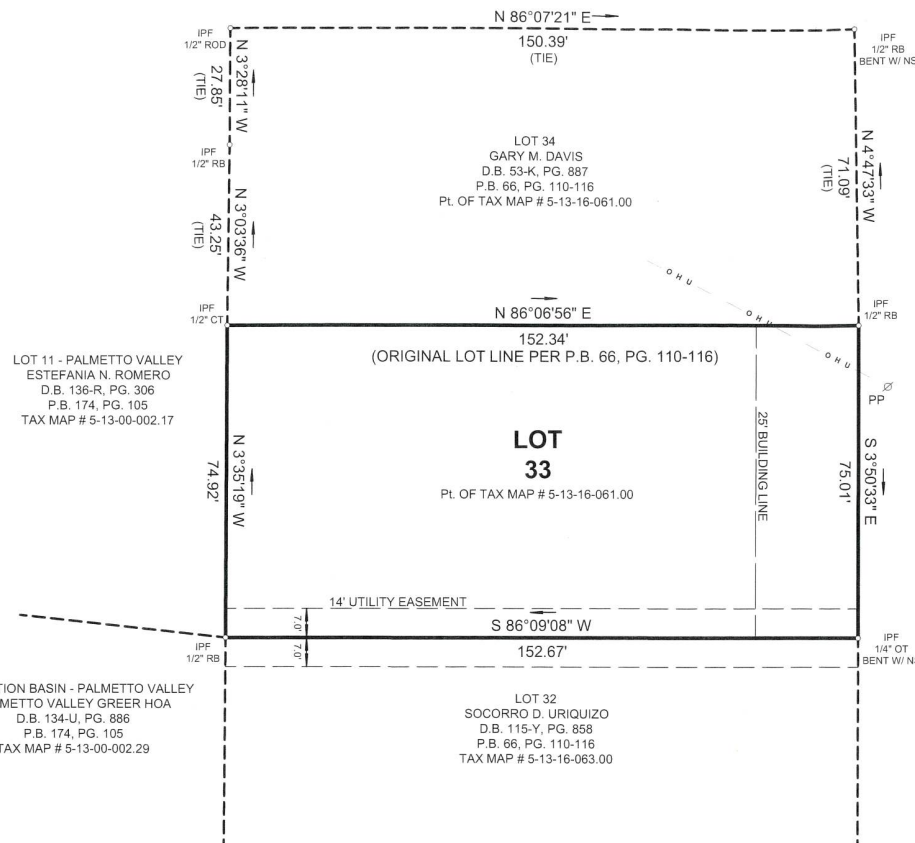 N 86°07'21" E
150.39'
(TIE)
IPF
1/2" ROD
IPF
1/2" RB
BENT W/
N 3°28'11" W
27.85'
(TIE)
LOT 34
GARY M. DAVIS
D.B. 53-K, PG. 887
P.B. 66, PG. 110-116
Pt. OF TAX MAP # 5-13-16-061.00
N 4°47'33" W
71.09'
(TIE)
IPF
1/2" RB
N 3°03'36" W
43.25'
(TIE)
OHU
IPF
1/2" CT
N 86°06'56" E
OHU
IPF
1/2" RB
152.34'
(ORIGINAL LOT LINE PER P.B. 66, PG. 110-116)
OHU
PP
LOT 11 - PALMETTO VALLEY
ESTEFANIA N. ROMERO
D.B. 136-R, PG. 306
P.B. 174, PG. 105
TAX MAP # 5-13-00-002.17
N 3°35'19" W
74.92'
LOT
33
Pt. OF TAX MAP # 5-13-16-061.00
25' BUILDING LINE
S 3°50'33" E
75.01'
14' UTILITY EASEMENT
7.0'
7.0'
S 86°09'08" W
152.67'
IPF
1/2" RB
IPF
1/4" OT
BENT W/
TION BASIN - PALMETTO VALLEY
METTO VALLEY GREER HOA
D.B. 134-U, PG. 886
P.B. 174, PG. 105
TAX MAP # 5-13-00-002.29
LOT 32
SOCORRO D. URIQUIZO
D.B. 115-Y, PG. 858
P.B. 66, PG. 110-116
TAX MAP # 5-13-16-063.00